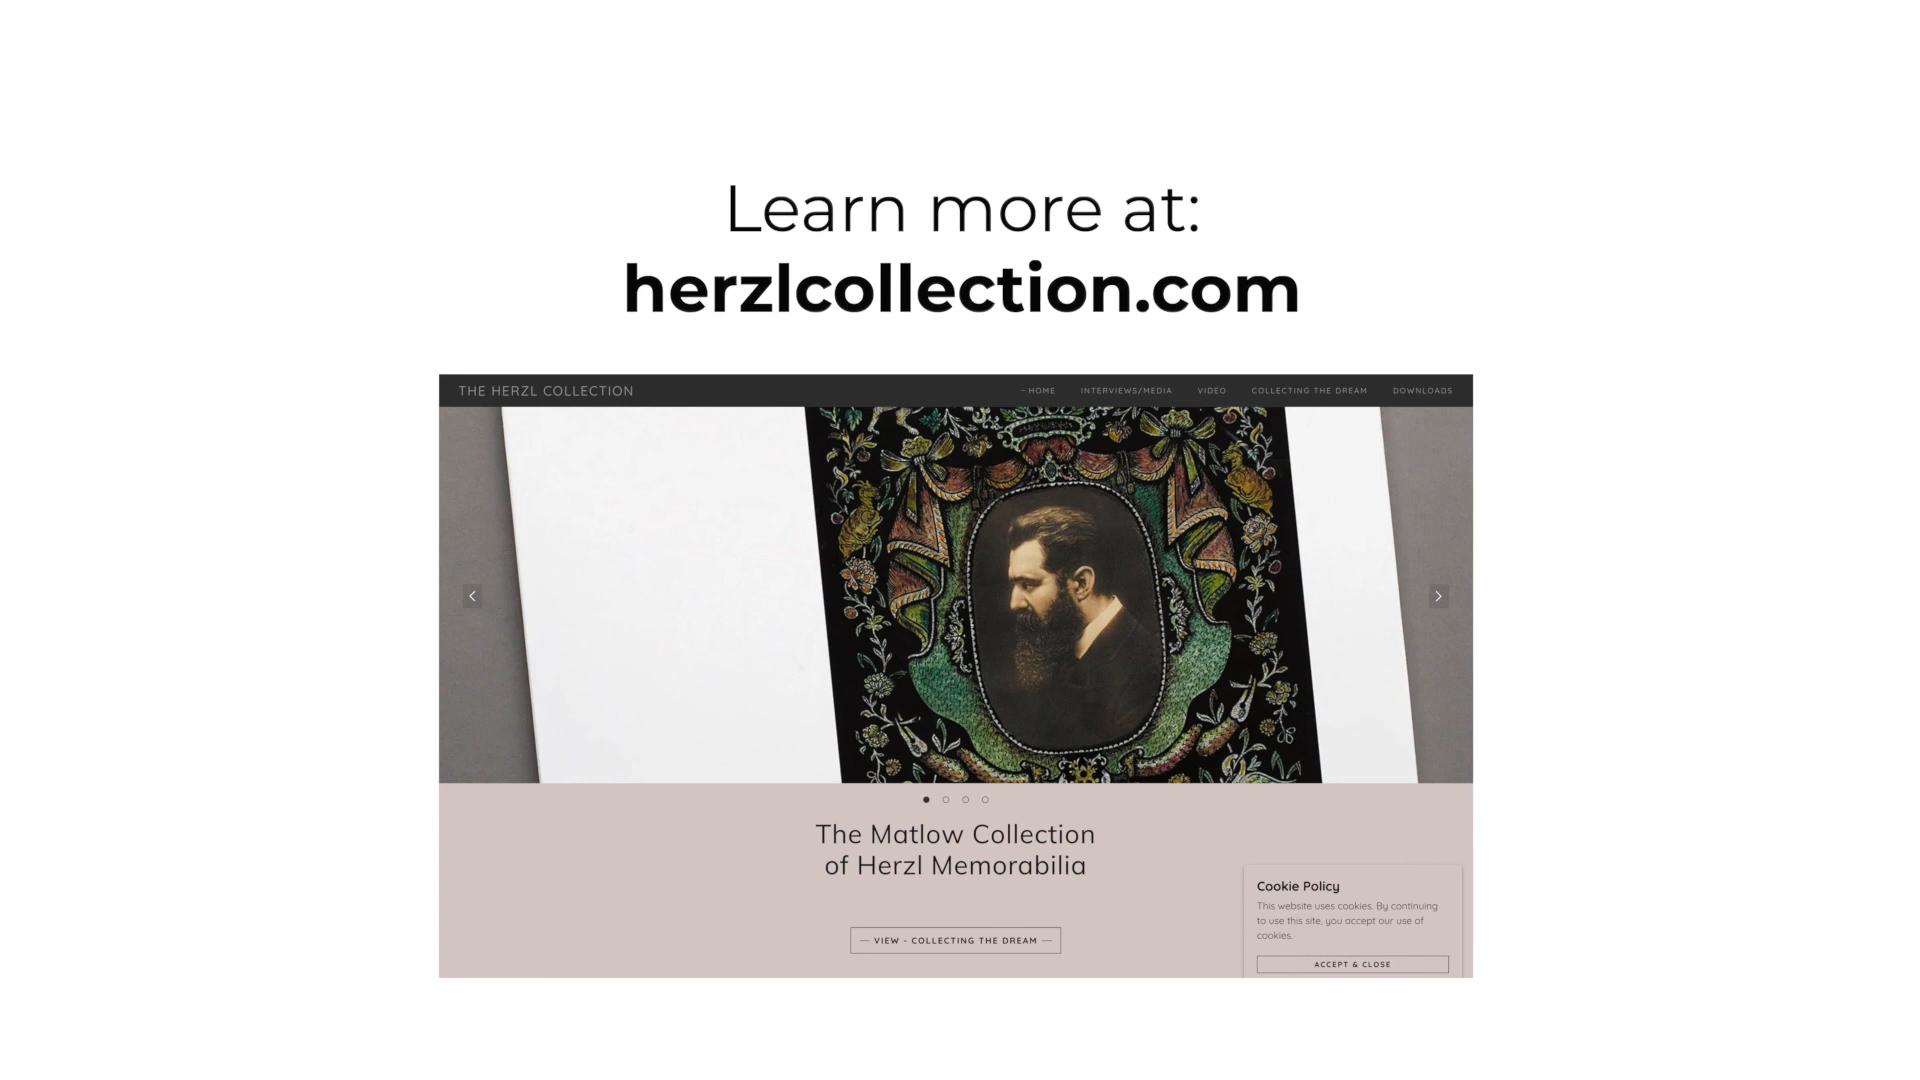 Learn more at:
herzlcollection.com
THE HERZL COLLECTION
– HOME INTERVIEWS/MEDIA VIDEO COLLECTING THE DREAM DOWNLOADS
The Matlow Collection
of Herzl Memorabilia
VIEW - COLLECTING THE DREAM
Cookie Policy
This website uses cookies. By continuing
to use this site, you accept our use of
cookies.
ACCEPT & CLOSE